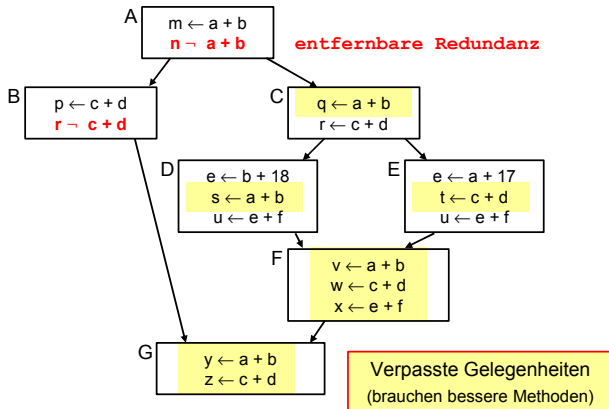 A
m ← a + b
n ¬ a + b
entfernbare Redundanz
B
p ← c + d
r ¬ c + d
C
q ← a + b
r ← c + d
D
e ← b + 18
s ← a + b
u ← e + f
E
e ← a + 17
t ← c + d
u ← e + f
F
v ← a + b
w ← c + d
x ← e + f
G
y ← a + b
z ← c + d
Verpasste Gelegenheiten
(brauchen bessere Methoden)